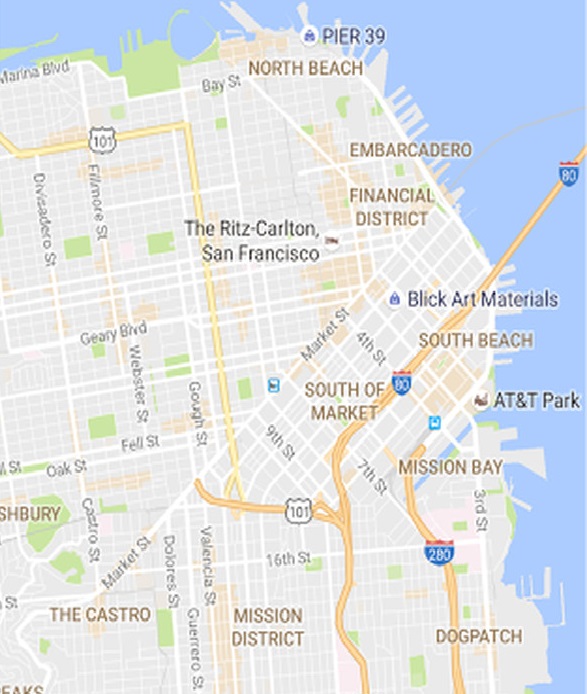 PIER 39
Marina Blvd
NORTH BEACH
Bay St
101
EMBARCADERO
80
Divisadero St
Fillmore St
FINANCIAL
DISTRICT
The Ritz-Carlton,
San Francisco
Blick Art Materials
Market St
Geary Blvd
4th St
SOUTH BEACH
Webster St
80
SOUTH OF
MARKET
AT&T Park
Gough St
Fell St
9th St
ll St
Oak St
7th St
MISSION BAY
SHBURY
Castro St
101
3rd St
Market St
Dolores St
Valencia St
16th St
280
St
THE CASTRO
Guerrero St
MISSION
DISTRICT
DOGPATCH
EAKS